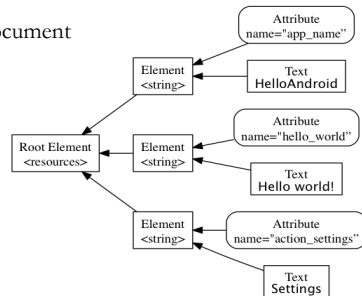 ocument
Attribute
name="app_name”
Text
HelloAndroid
Element
<string>
Root Element
<resources>
Element
<string>
Attribute
name="hello_world”
Text
Hello world!
Element
<string>
Attribute
name="action_settings”
Text
Settings